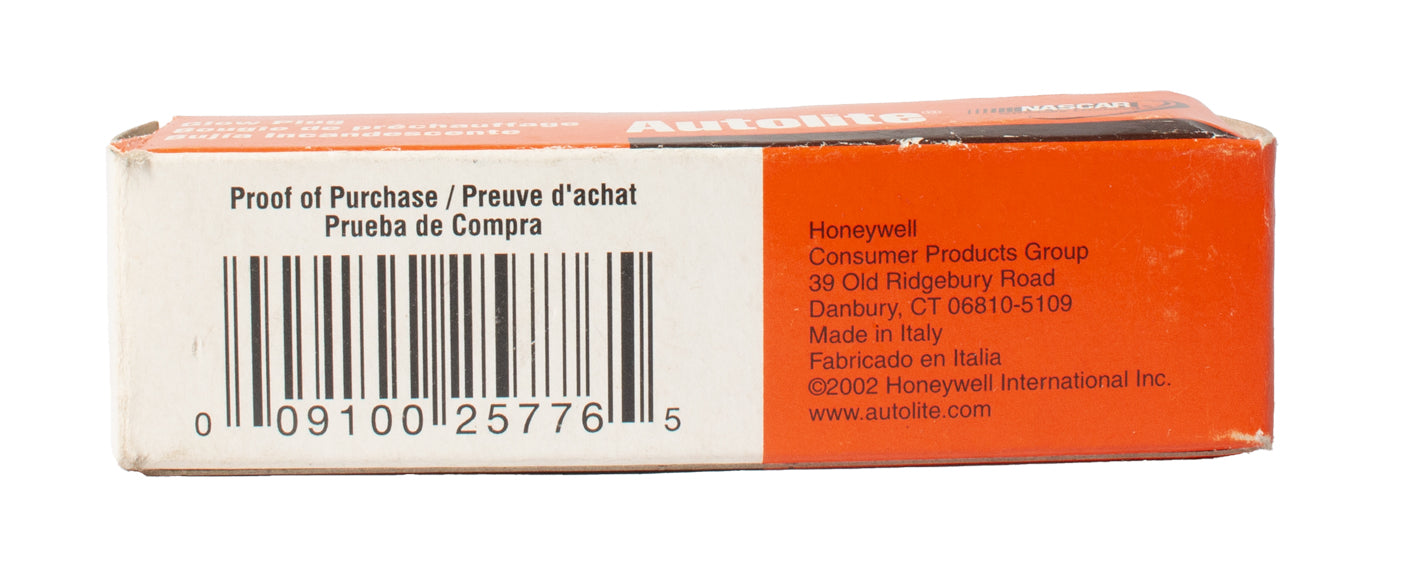 Glow Plug
Bougie de préchauffage
Bujía Incandescente
Autolite®
NASCAR
Proof of Purchase / Preuve d'achat
Prueba de Compra
0 09100 25776 5
Honeywell
Consumer Products Group
39 Old Ridgebury Road
Danbury, CT 06810-5109
Made in Italy
Fabricado en Italia
©2002 Honeywell International Inc.
www.autolite.com